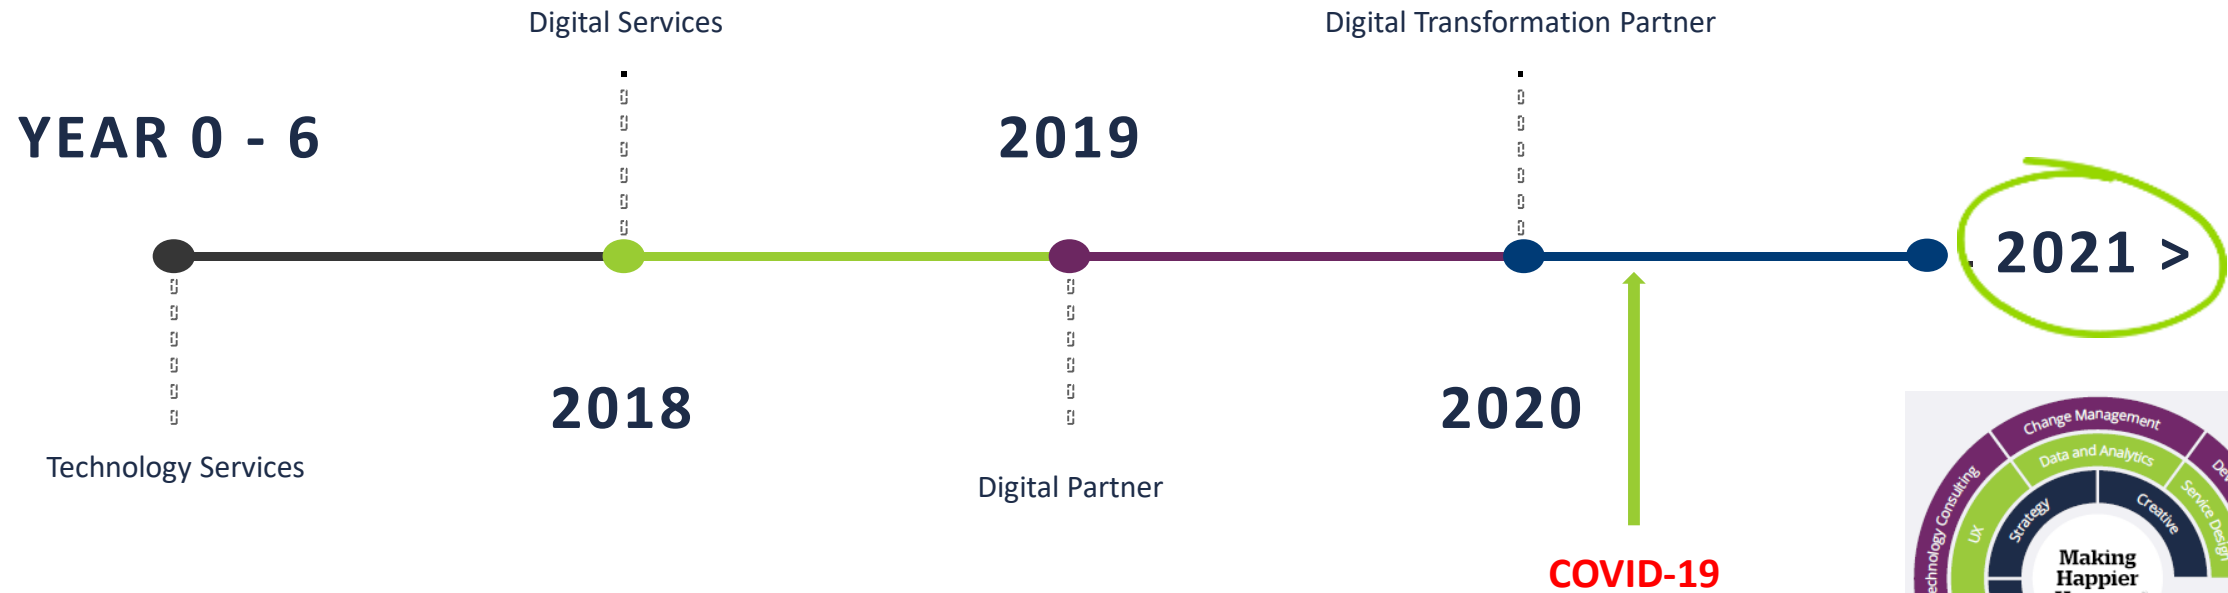 Digital Services
Digital Transformation Partner
YEAR 0 - 6
2019
. 2021 >
2018
2020
Technology Services
Digital Partner
COVID-19
Change Management
Data and Analytics
Consulting
UX
Strategy
Creative
Service Design
Making
Happier